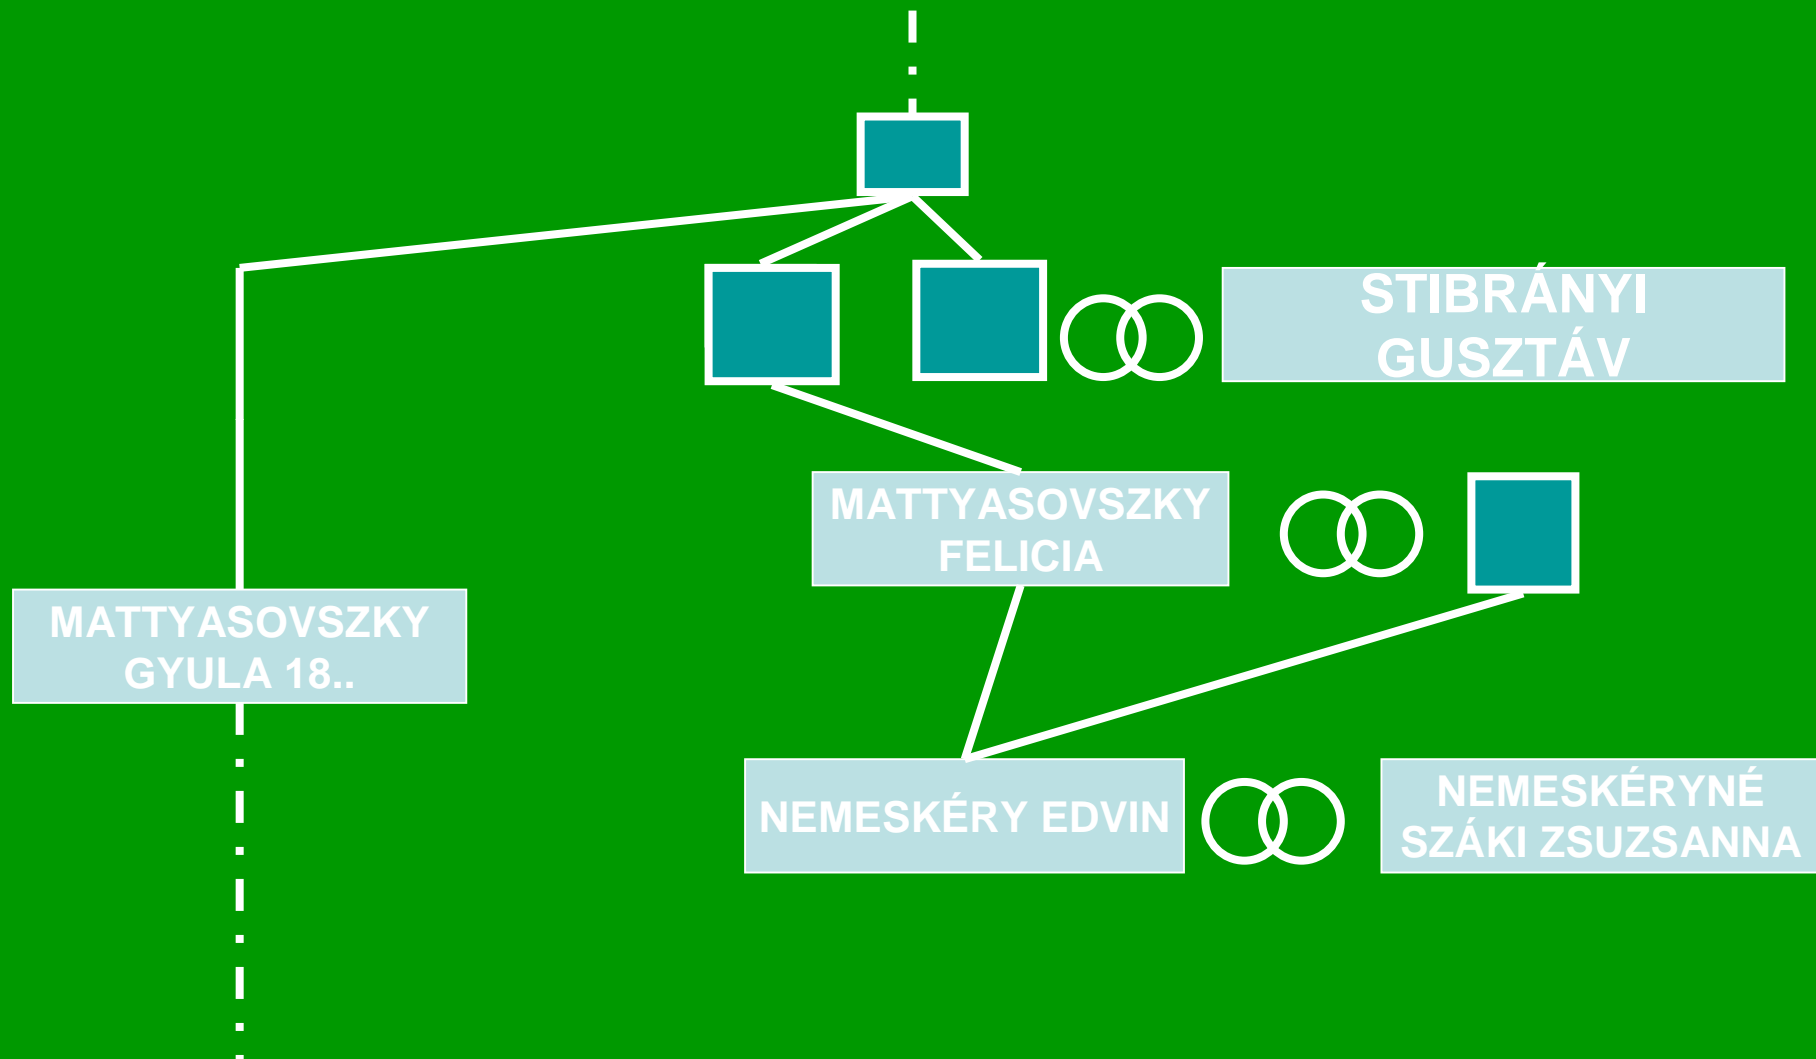 STIBRÁNYI
GUSZTÁV
MATTYASOVSZKY
FELICIA
MATTYASOVSZKY
GYULA 18..
NEMESKÉRY EDVIN
NEMESKÉRYNÉ
SZÁKI ZSUZSANNA